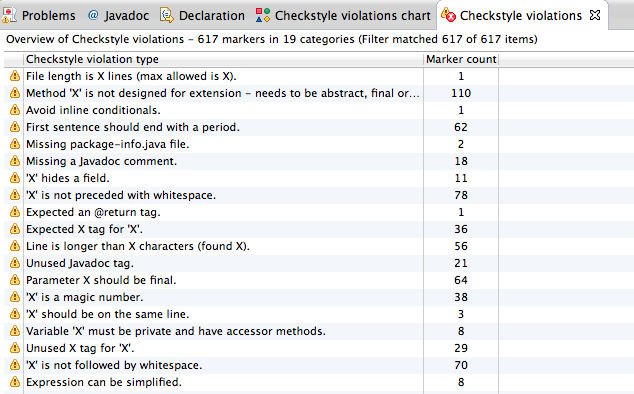 Problems @ Javadoc Declaration Checkstyle violations chart Checkstyle violations
Overview of Checkstyle violations – 617 markers in 19 categories (Filter matched 617 of 617 items)
Checkstyle violation type Marker count
File length is X lines (max allowed is X). 1
Method 'X' is not designed for extension – needs to be abstract, final or... 110
Avoid inline conditionals. 1
First sentence should end with a period. 62
Missing package-info.java file. 2
Missing a Javadoc comment. 18
'X' hides a field. 11
'X' is not preceded with whitespace. 78
Expected an @return tag. 1
Expected X tag for 'X'. 36
Line is longer than X characters (found X). 56
Unused Javadoc tag. 21
Parameter X should be final. 64
'X' is a magic number. 38
'X' should be on the same line. 3
Variable 'X' must be private and have accessor methods. 8
Unused X tag for 'X'. 29
'X' is not followed by whitespace. 70
Expression can be simplified. 8